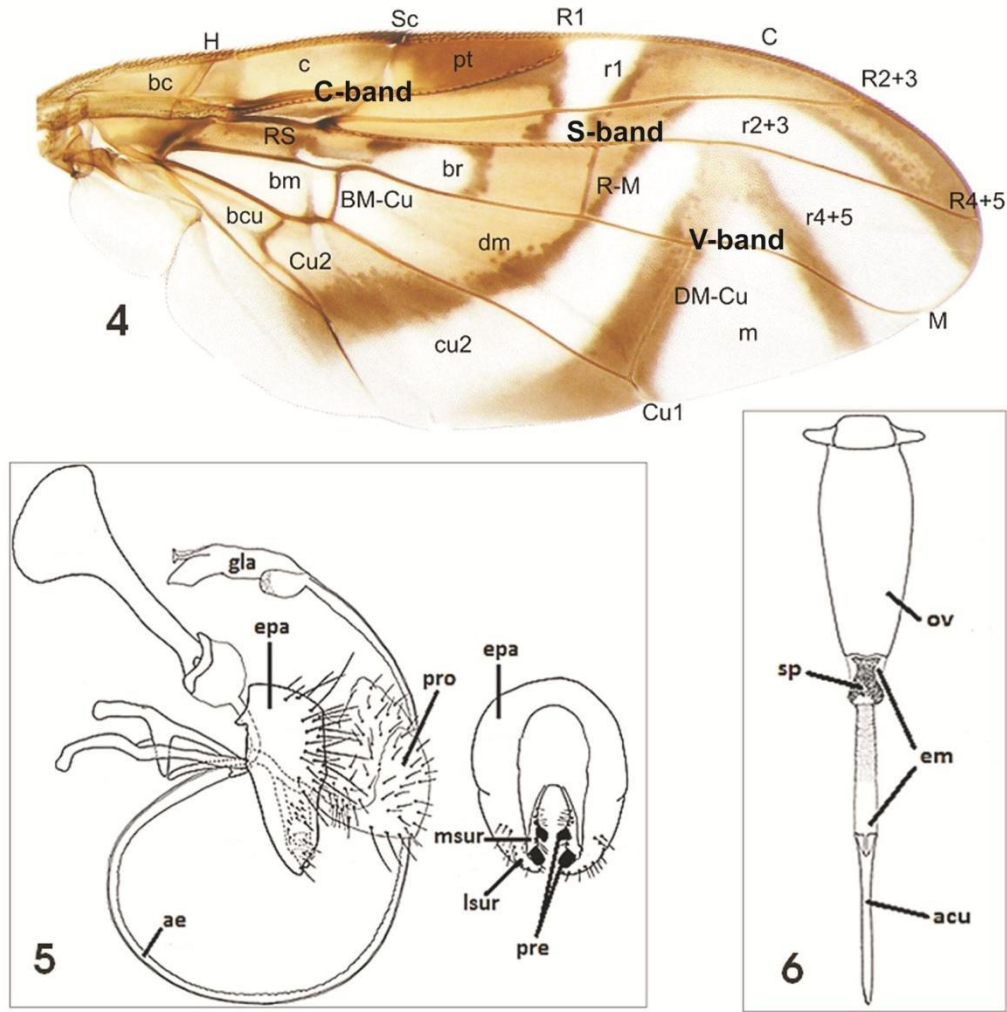 Sc
R1
H
C
bc
c
pt
r1
R2+3
C-band
RS
S-band
r2+3
bm
br
BM-Cu
R-M
R4+5
bcu
r4+5
dm
V-band
Cu2
DM-Cu
4
M
cu2
m
Cu1
gla
epa
epa
pro
ov
sp
em
msur
lsur
ae
pre
acu
5
6